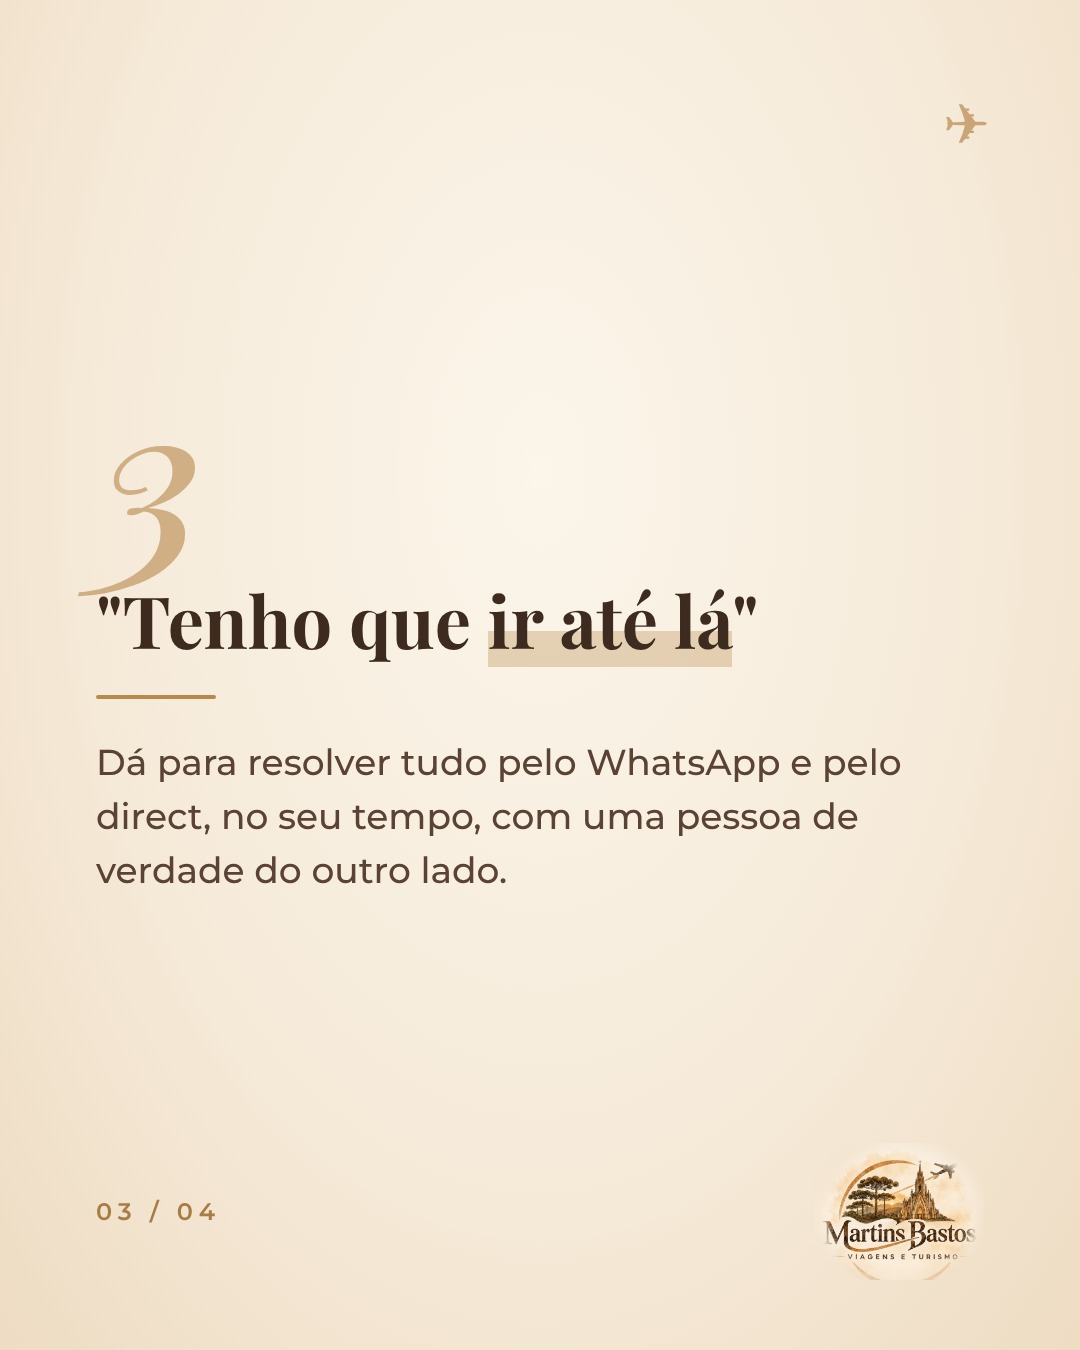 3
"Tenho que ir até lá"
Dá para resolver tudo pelo WhatsApp e pelo
direct, no seu tempo, com uma pessoa de
verdade do outro lado.
03 / 04
Martins Bastos
VIAGENS E TURISMO